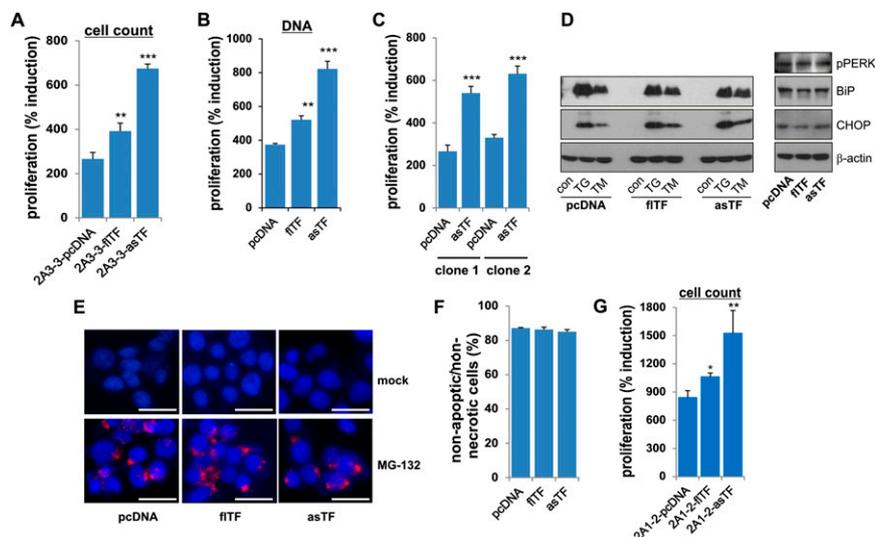 A
cell count
proliferation (% induction)
800
600
400
200
0
**
***
2A3-3-pcDNA
2A3-3-flTF
2A3-3-asTF
B
DNA
proliferation (% induction)
1000
800
600
400
200
0
**
***
pcDNA
flTF
asTF
C
proliferation (% induction)
800
600
400
200
0
***
***
pcDNA
asTF
pcDNA
asTF
clone 1
clone 2
D
con
TG
TM
con
TG
TM
con
TG
TM
pcDNA
flTF
asTF
pPERK
BiP
CHOP
β-actin
pcDNA
flTF
asTF
E
mock
MG-132
pcDNA
flTF
asTF
F
non-apoptic/non-
necrotic cells (%)
100
80
60
40
20
0
pcDNA
flTF
asTF
G
cell count
proliferation (% induction)
1800
1500
1200
900
600
300
0
*
**
2A1-2-pcDNA
2A1-2-flTF
2A1-2-asTF